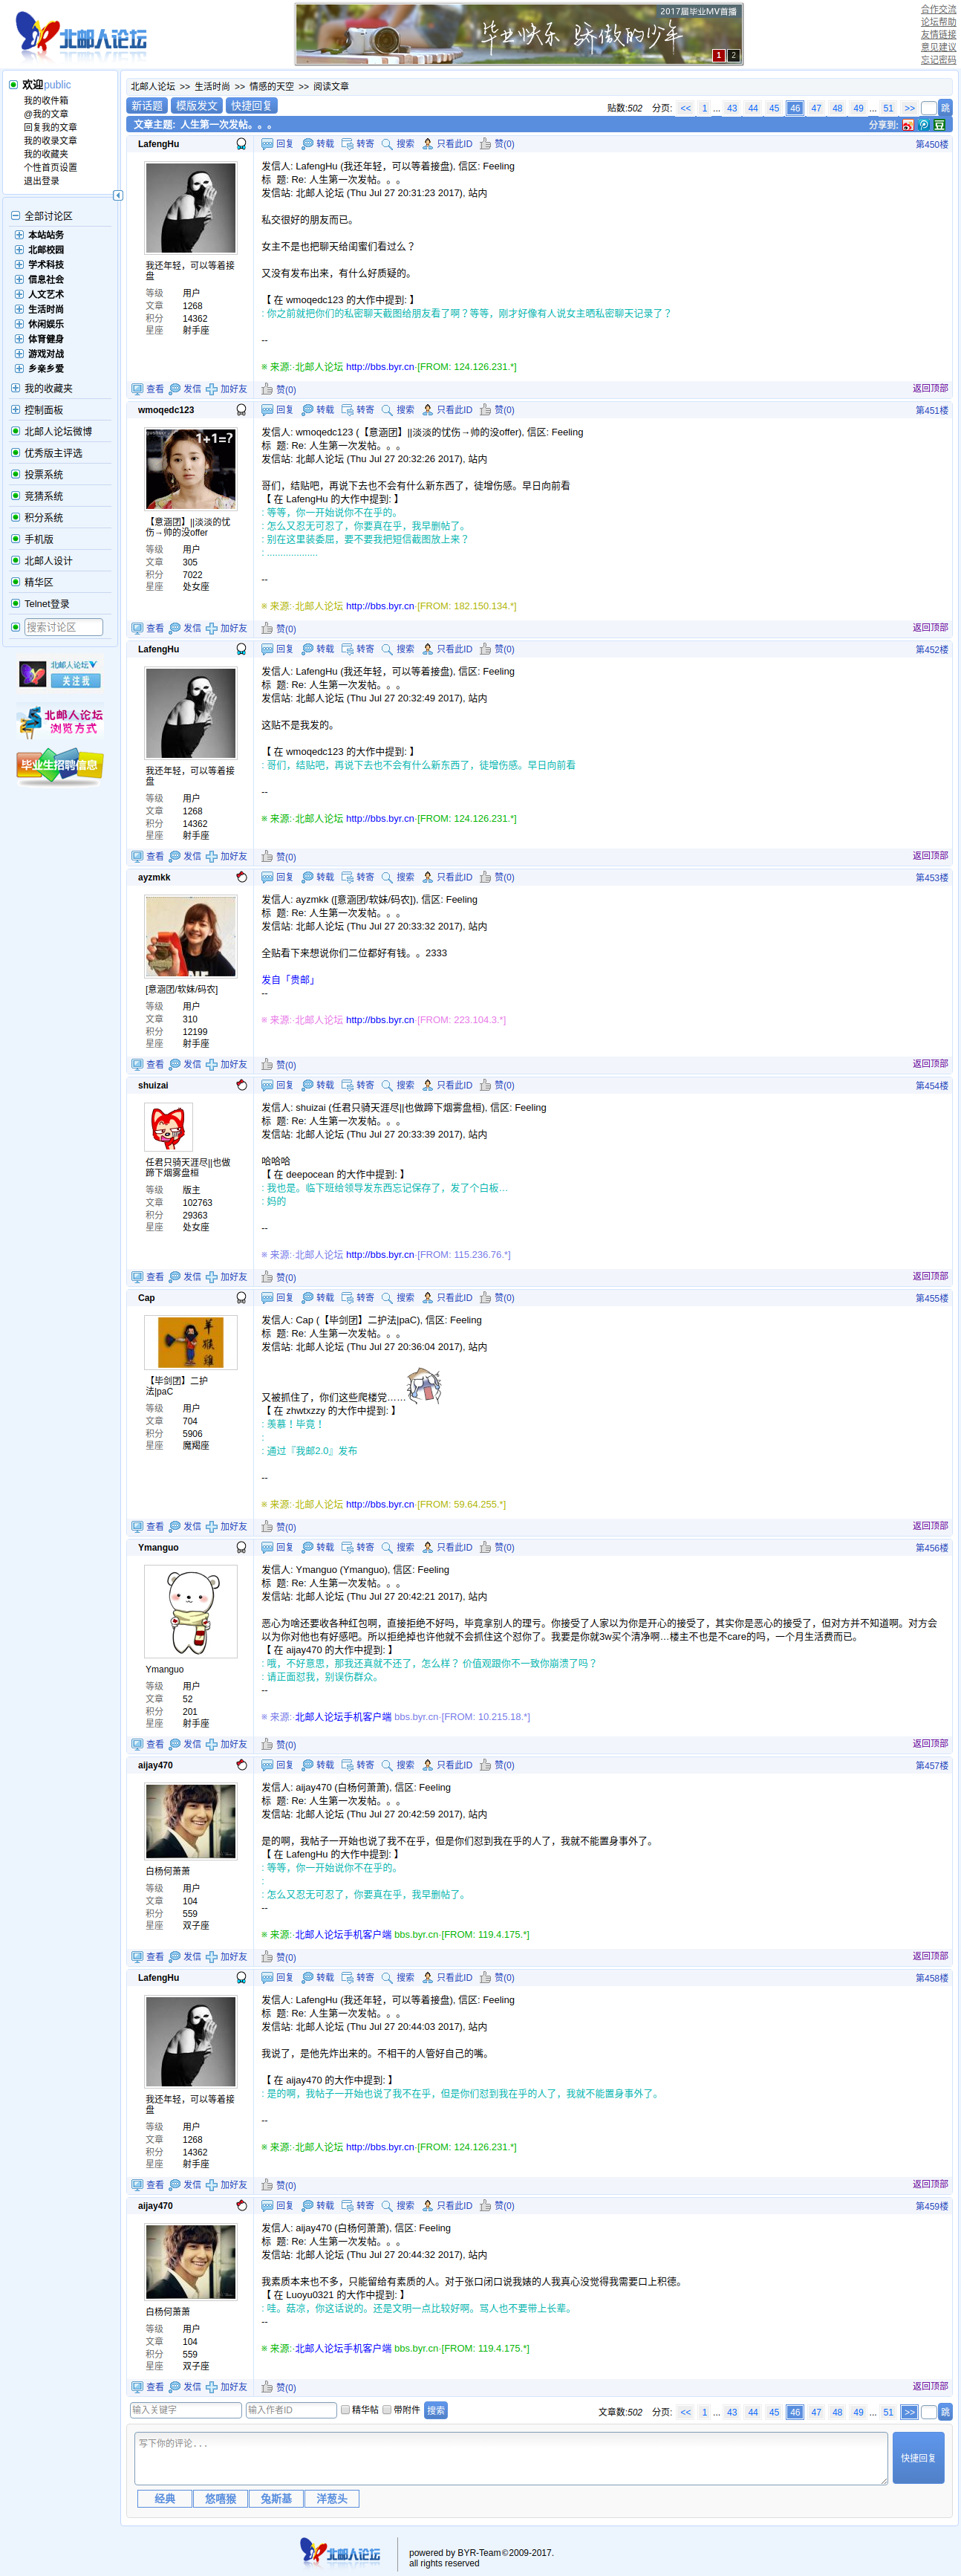 北邮人论坛
2017届毕业MV首播
毕业快乐 骄傲的少年
1 2
合作交流
论坛帮助
友情链接
意见建议
忘记密码
欢迎public
我的收件箱
@我的文章
回复我的文章
我的收录文章
我的收藏夹
个性首页设置
退出登录
全部讨论区
本站站务
北邮校园
学术科技
信息社会
人文艺术
生活时尚
休闲娱乐
体育健身
游戏对战
乡亲乡爱
我的收藏夹
控制面板
北邮人论坛微博
优秀版主评选
投票系统
竞猜系统
积分系统
手机版
北邮人设计
精华区
Telnet登录
搜索讨论区
北邮人论坛
关注我
北邮人论坛
浏览方式
毕业生招聘信息
北邮人论坛 >> 生活时尚 >> 情感的天空 >> 阅读文章
新话题 模版发文 快捷回复
贴数:502 分页: << 1 ... 43 44 45 46 47 48 49 ... 51 >> 跳
文章主题: 人生第一次发帖。。。
分享到:
LafengHu
回复 转载 转寄 搜索 只看此ID 赞(0) 第450楼
我还年轻，可以等着接盘
等级 用户
文章 1268
积分 14362
星座 射手座
发信人: LafengHu (我还年轻，可以等着接盘), 信区: Feeling
标 题: Re: 人生第一次发帖。。。
发信站: 北邮人论坛 (Thu Jul 27 20:31:23 2017), 站内
私交很好的朋友而已。
女主不是也把聊天给闺蜜们看过么？
又没有发布出来，有什么好质疑的。
【 在 wmoqedc123 的大作中提到: 】
: 你之前就把你们的私密聊天截图给朋友看了啊？等等，刚才好像有人说女主晒私密聊天记录了？
--
※ 来源:·北邮人论坛 http://bbs.byr.cn·[FROM: 124.126.231.*]
查看 发信 加好友 赞(0) 返回顶部
wmoqedc123
回复 转载 转寄 搜索 只看此ID 赞(0) 第451楼
1+1=?
【意涵团】||淡淡的忧伤→帅的没offer
等级 用户
文章 305
积分 7022
星座 处女座
发信人: wmoqedc123 (【意涵团】||淡淡的忧伤→帅的没offer), 信区: Feeling
标 题: Re: 人生第一次发帖。。。
发信站: 北邮人论坛 (Thu Jul 27 20:32:26 2017), 站内
哥们，结贴吧，再说下去也不会有什么新东西了，徒增伤感。早日向前看
【 在 LafengHu 的大作中提到: 】
: 等等，你一开始说你不在乎的。
: 怎么又忍无可忍了，你要真在乎，我早删帖了。
: 别在这里装委屈，要不要我把短信截图放上来？
: ...................
--
※ 来源:·北邮人论坛 http://bbs.byr.cn·[FROM: 182.150.134.*]
查看 发信 加好友 赞(0) 返回顶部
LafengHu
回复 转载 转寄 搜索 只看此ID 赞(0) 第452楼
我还年轻，可以等着接盘
等级 用户
文章 1268
积分 14362
星座 射手座
发信人: LafengHu (我还年轻，可以等着接盘), 信区: Feeling
标 题: Re: 人生第一次发帖。。。
发信站: 北邮人论坛 (Thu Jul 27 20:32:49 2017), 站内
这贴不是我发的。
【 在 wmoqedc123 的大作中提到: 】
: 哥们，结贴吧，再说下去也不会有什么新东西了，徒增伤感。早日向前看
--
※ 来源:·北邮人论坛 http://bbs.byr.cn·[FROM: 124.126.231.*]
查看 发信 加好友 赞(0) 返回顶部
ayzmkk
回复 转载 转寄 搜索 只看此ID 赞(0) 第453楼
[意涵团/软妹/码农]
等级 用户
文章 310
积分 12199
星座 射手座
发信人: ayzmkk ([意涵团/软妹/码农]), 信区: Feeling
标 题: Re: 人生第一次发帖。。。
发信站: 北邮人论坛 (Thu Jul 27 20:33:32 2017), 站内
全贴看下来想说你们二位都好有钱。。2333
发自「贵邮」
--
※ 来源:·北邮人论坛 http://bbs.byr.cn·[FROM: 223.104.3.*]
查看 发信 加好友 赞(0) 返回顶部
shuizai
回复 转载 转寄 搜索 只看此ID 赞(0) 第454楼
任君只骑天涯尽||也做蹄下烟雾盘桓
等级 版主
文章 102763
积分 29363
星座 处女座
发信人: shuizai (任君只骑天涯尽||也做蹄下烟雾盘桓), 信区: Feeling
标 题: Re: 人生第一次发帖。。。
发信站: 北邮人论坛 (Thu Jul 27 20:33:39 2017), 站内
哈哈哈
【 在 deepocean 的大作中提到: 】
: 我也是。临下班给领导发东西忘记保存了，发了个白板…
: 妈的
--
※ 来源:·北邮人论坛 http://bbs.byr.cn·[FROM: 115.236.76.*]
查看 发信 加好友 赞(0) 返回顶部
Cap
回复 转载 转寄 搜索 只看此ID 赞(0) 第455楼
羊猴雞
【毕剑团】二护法|paC
等级 用户
文章 704
积分 5906
星座 魔羯座
发信人: Cap (【毕剑团】二护法|paC), 信区: Feeling
标 题: Re: 人生第一次发帖。。。
发信站: 北邮人论坛 (Thu Jul 27 20:36:04 2017), 站内
又被抓住了，你们这些爬楼党……
【 在 zhwtxzzy 的大作中提到: 】
: 羡慕！毕竟！
:
: 通过『我邮2.0』发布
--
※ 来源:·北邮人论坛 http://bbs.byr.cn·[FROM: 59.64.255.*]
查看 发信 加好友 赞(0) 返回顶部
Ymanguo
回复 转载 转寄 搜索 只看此ID 赞(0) 第456楼
Ymanguo
等级 用户
文章 52
积分 201
星座 射手座
发信人: Ymanguo (Ymanguo), 信区: Feeling
标 题: Re: 人生第一次发帖。。。
发信站: 北邮人论坛 (Thu Jul 27 20:42:21 2017), 站内
恶心为啥还要收各种红包啊，直接拒绝不好吗，毕竟拿别人的理亏。你接受了人家以为你是开心的接受了，其实你是恶心的接受了，但对方并不知道啊。对方会以为你对他也有好感吧。所以拒绝掉也许他就不会抓住这个怼你了。我要是你就3w买个清净啊…楼主不也是不care的吗，一个月生活费而已。
【 在 aijay470 的大作中提到: 】
: 哦，不好意思，那我还真就不还了，怎么样？ 价值观跟你不一致你崩溃了吗？
: 请正面怼我，别误伤群众。
--
※ 来源:·北邮人论坛手机客户端 bbs.byr.cn·[FROM: 10.215.18.*]
查看 发信 加好友 赞(0) 返回顶部
aijay470
回复 转载 转寄 搜索 只看此ID 赞(0) 第457楼
白杨何萧萧
等级 用户
文章 104
积分 559
星座 双子座
发信人: aijay470 (白杨何萧萧), 信区: Feeling
标 题: Re: 人生第一次发帖。。。
发信站: 北邮人论坛 (Thu Jul 27 20:42:59 2017), 站内
是的啊，我帖子一开始也说了我不在乎，但是你们怼到我在乎的人了，我就不能置身事外了。
【 在 LafengHu 的大作中提到: 】
: 等等，你一开始说你不在乎的。
:
: 怎么又忍无可忍了，你要真在乎，我早删帖了。
--
※ 来源:·北邮人论坛手机客户端 bbs.byr.cn·[FROM: 119.4.175.*]
查看 发信 加好友 赞(0) 返回顶部
LafengHu
回复 转载 转寄 搜索 只看此ID 赞(0) 第458楼
我还年轻，可以等着接盘
等级 用户
文章 1268
积分 14362
星座 射手座
发信人: LafengHu (我还年轻，可以等着接盘), 信区: Feeling
标 题: Re: 人生第一次发帖。。。
发信站: 北邮人论坛 (Thu Jul 27 20:44:03 2017), 站内
我说了，是他先炸出来的。不相干的人管好自己的嘴。
【 在 aijay470 的大作中提到: 】
: 是的啊，我帖子一开始也说了我不在乎，但是你们怼到我在乎的人了，我就不能置身事外了。
--
※ 来源:·北邮人论坛 http://bbs.byr.cn·[FROM: 124.126.231.*]
查看 发信 加好友 赞(0) 返回顶部
aijay470
回复 转载 转寄 搜索 只看此ID 赞(0) 第459楼
白杨何萧萧
等级 用户
文章 104
积分 559
星座 双子座
发信人: aijay470 (白杨何萧萧), 信区: Feeling
标 题: Re: 人生第一次发帖。。。
发信站: 北邮人论坛 (Thu Jul 27 20:44:32 2017), 站内
我素质本来也不多，只能留给有素质的人。对于张口闭口说我婊的人我真心没觉得我需要口上积德。
【 在 Luoyu0321 的大作中提到: 】
: 哇。菇凉，你这话说的。还是文明一点比较好啊。骂人也不要带上长辈。
--
※ 来源:·北邮人论坛手机客户端 bbs.byr.cn·[FROM: 119.4.175.*]
查看 发信 加好友 赞(0) 返回顶部
输入关键字 输入作者ID 精华帖 带附件 搜索
文章数:502 分页: << 1 ... 43 44 45 46 47 48 49 ... 51 >> 跳
写下你的评论...
快捷回复
经典 悠嘻猴 兔斯基 洋葱头
北邮人论坛
powered by BYR-Team©2009-2017.
all rights reserved